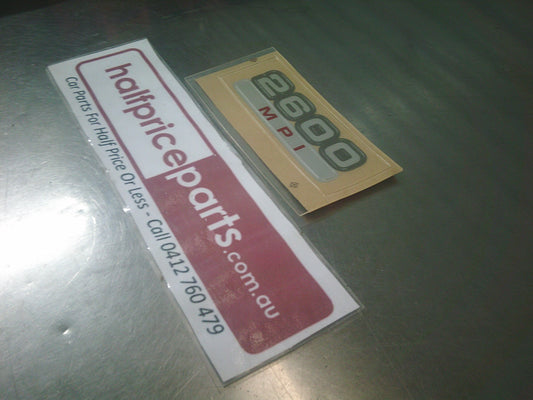 halfpriceparts.com.au
Car Parts For Half Price Or Less - Call 0412 760 479
2600
MPI